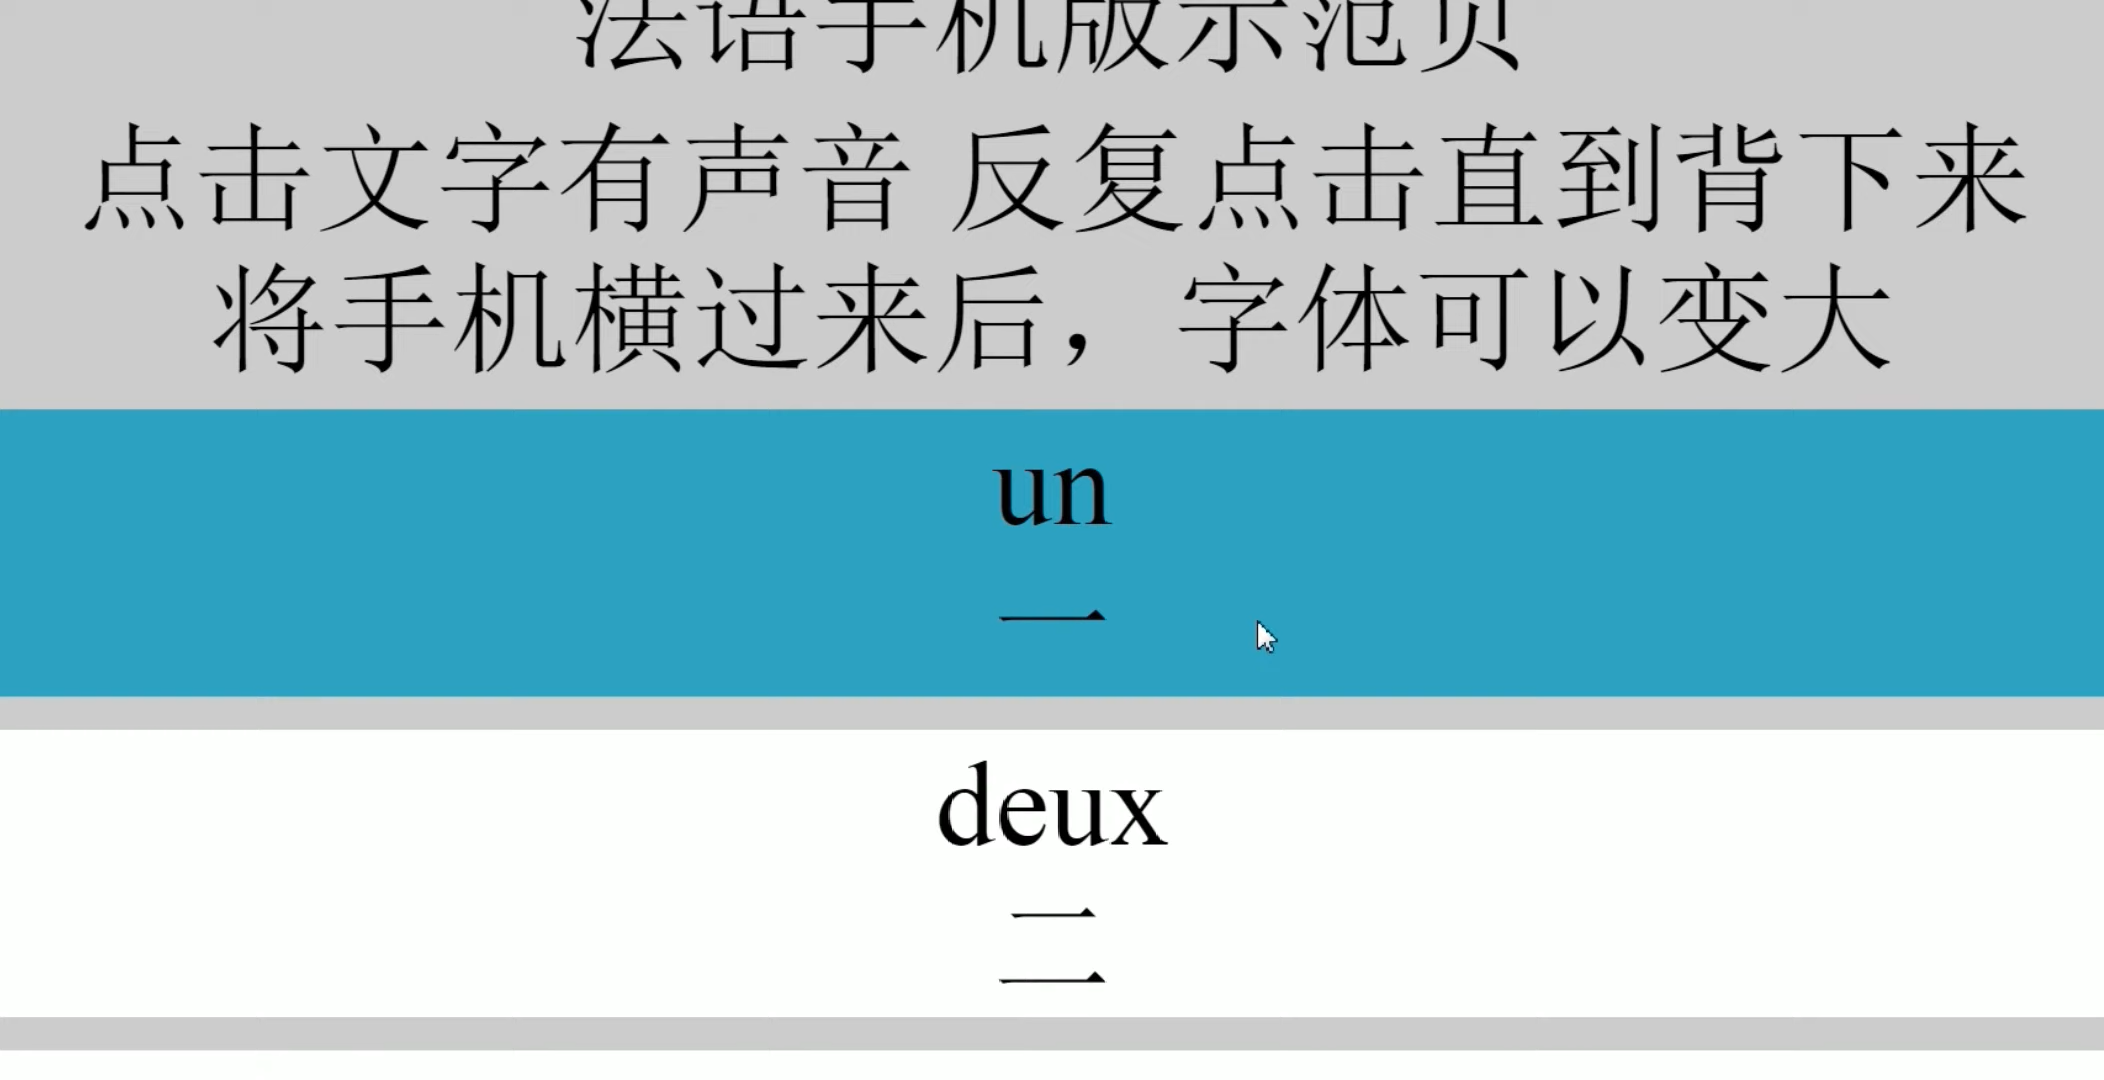 法语手机版示范页
点击文字有声音 反复点击直到背下来
将手机横过来后，字体可以变大
un
一
deux
二